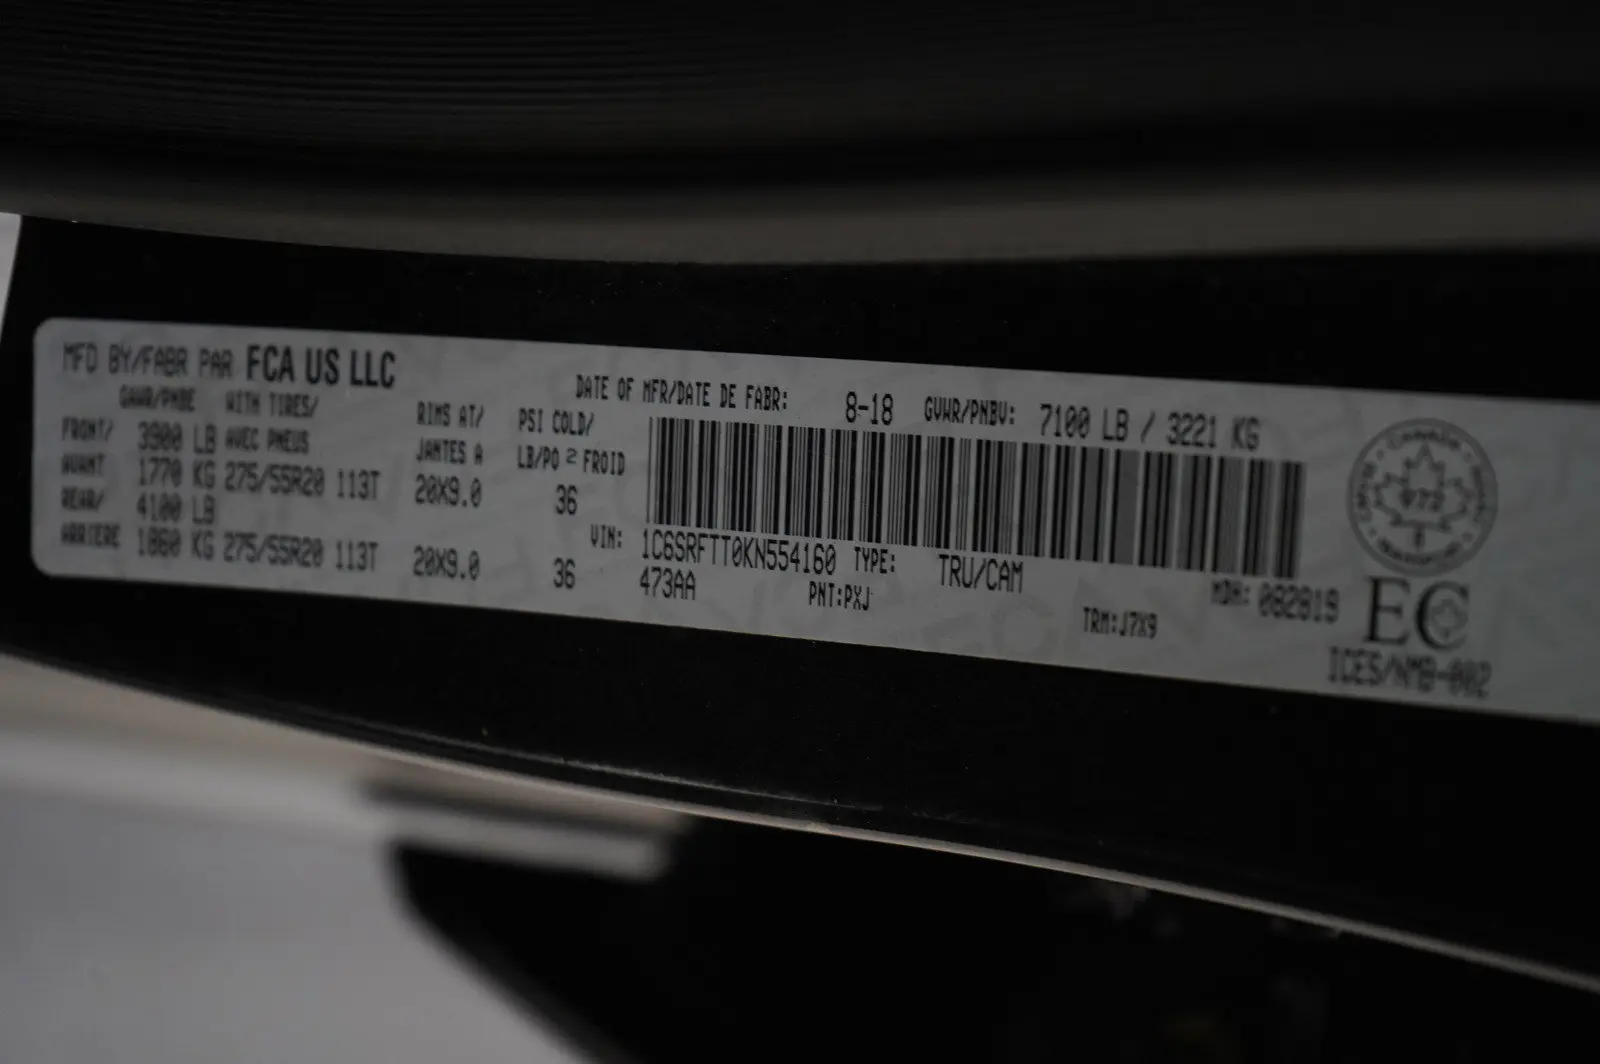 MFD BY/FABR PAR FCA US LLC
DATE OF MFR/DATE DE FABR: 8-18 GVWR/PNBV: 7100 LB / 3221 KG
GAWR/PNBE WITH TIRES/ RIMS AT/ PSI COLD/
AVEC PNEUS JANTES A LB/PO2 FROID
FRONT/ 3900 LB
AVANT 1770 KG 275/55R20 113T 20X9.0 36
REAR/ 4100 LB
ARRIERE 1860 KG 275/55R20 113T 20X9.0 36
VIN: 1C6SRFTT0KN554160 TYPE: TRU/CAM
473AA PNT:PXJ TRM:J7X9
MDH: 082819
CANADA
972
EC
ICES/NMB-002